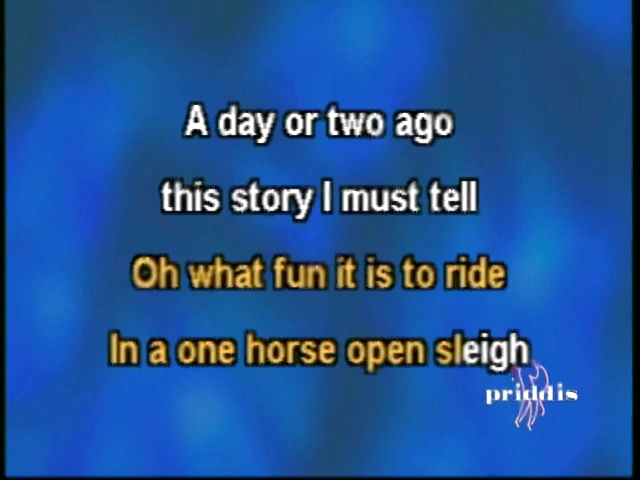 A day or two ago
this story I must tell
Oh what fun it is to ride
In a one horse open sleigh
priddis